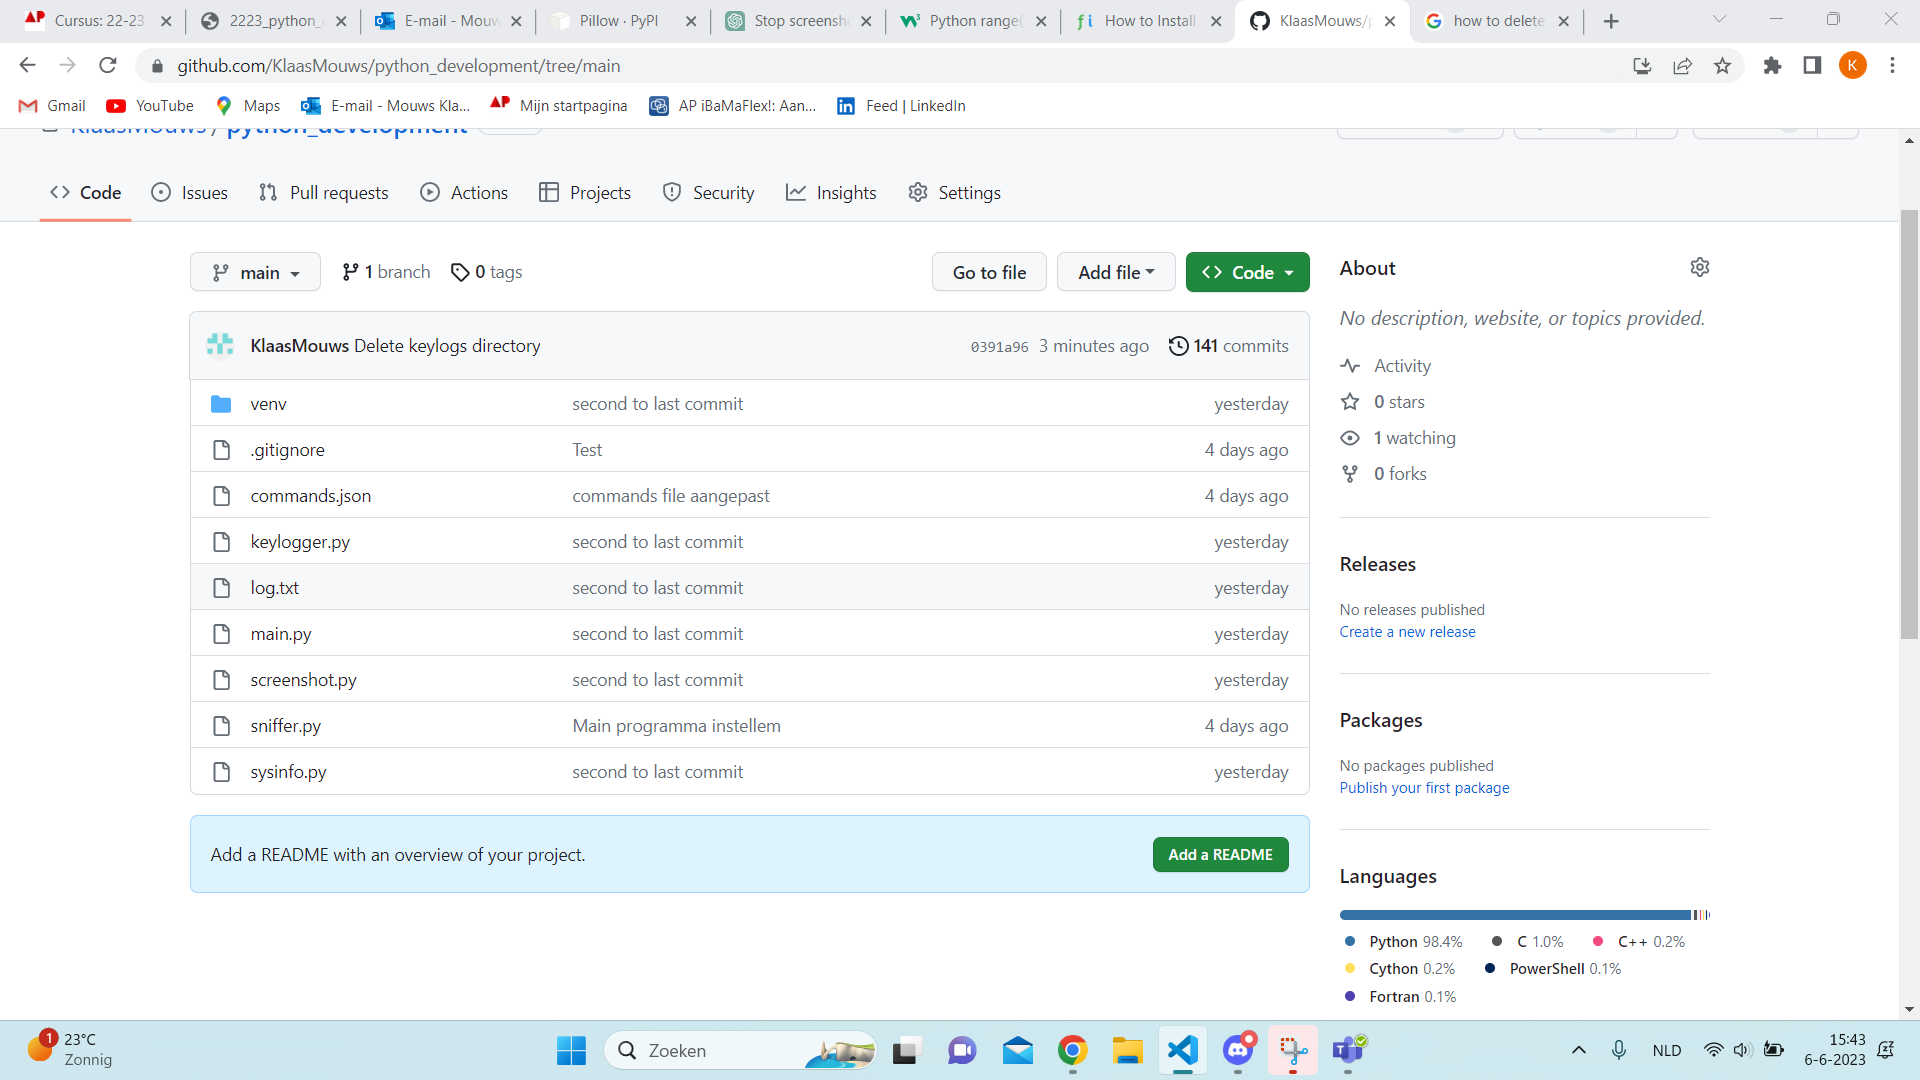 Cursus: 22-23
2223_python_
E-mail - Mouw
Pillow · PyPI
Stop screensh
Python range(
How to Install
KlaasMouws/p
how to delete
github.com/KlaasMouws/python_development/tree/main
K
Gmail
YouTube
Maps
E-mail - Mouws Kla...
Mijn startpagina
AP iBaMaFlex!: Aan...
Feed | LinkedIn
KlaasMouws / python_development
Code
Issues
Pull requests
Actions
Projects
Security
Insights
Settings
main
1 branch
0 tags
Go to file
Add file
Code
KlaasMouws Delete keylogs directory
0391a96 3 minutes ago
141 commits
venv second to last commit yesterday
.gitignore Test 4 days ago
commands.json commands file aangepast 4 days ago
keylogger.py second to last commit yesterday
log.txt second to last commit yesterday
main.py second to last commit yesterday
screenshot.py second to last commit yesterday
sniffer.py Main programma instellem 4 days ago
sysinfo.py second to last commit yesterday
Add a README with an overview of your project.
Add a README
About
No description, website, or topics provided.
Activity
0 stars
1 watching
0 forks
Releases
No releases published
Create a new release
Packages
No packages published
Publish your first package
Languages
Python 98.4% C 1.0% C++ 0.2%
Cython 0.2% PowerShell 0.1%
Fortran 0.1%
1
23°C
Zonnig
Zoeken
NLD
15:43
6-6-2023